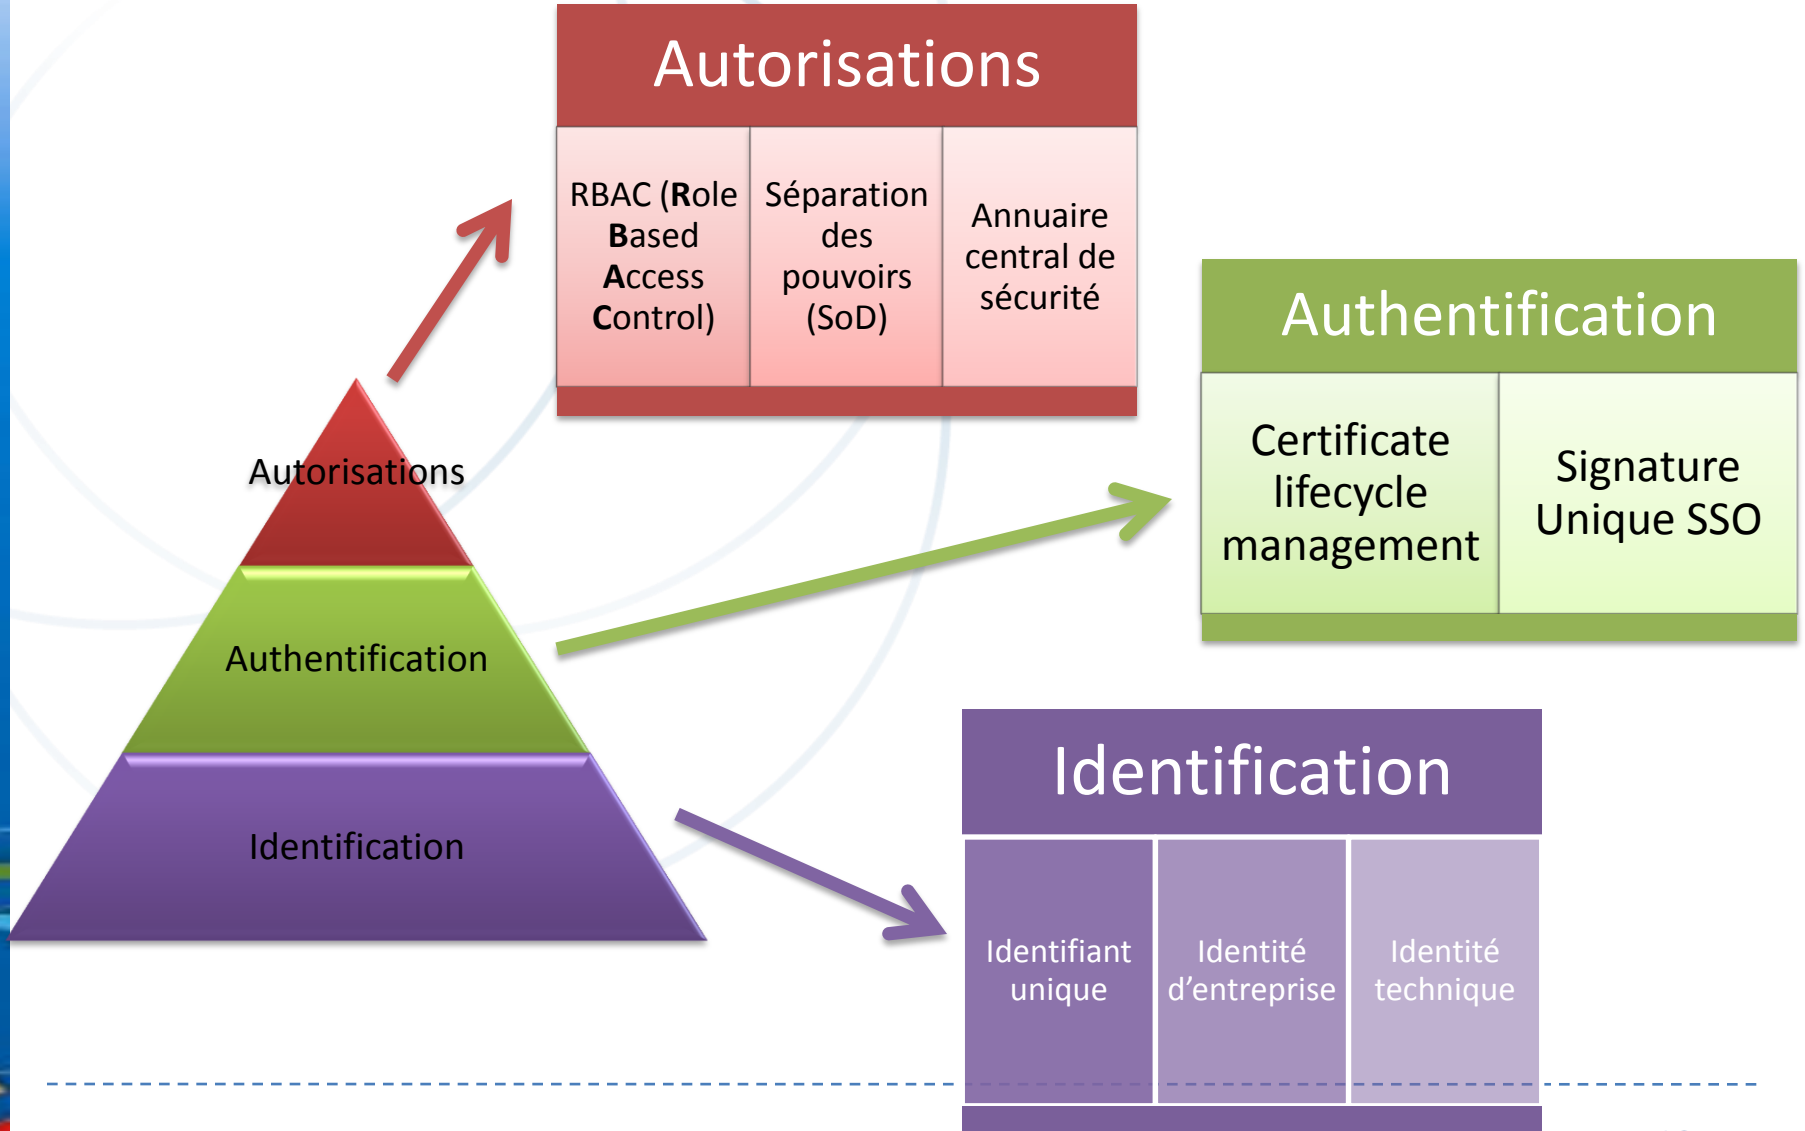 Autorisations
RBAC (Role
Based
Access
Control)
Séparation
des
pouvoirs
(SoD)
Annuaire
central de
sécurité
Authentification
Certificate
lifecycle
management
Signature
Unique SSO
Autorisations
Authentification
Identification
Identification
Identifiant
unique
Identité
d’entreprise
Identité
technique